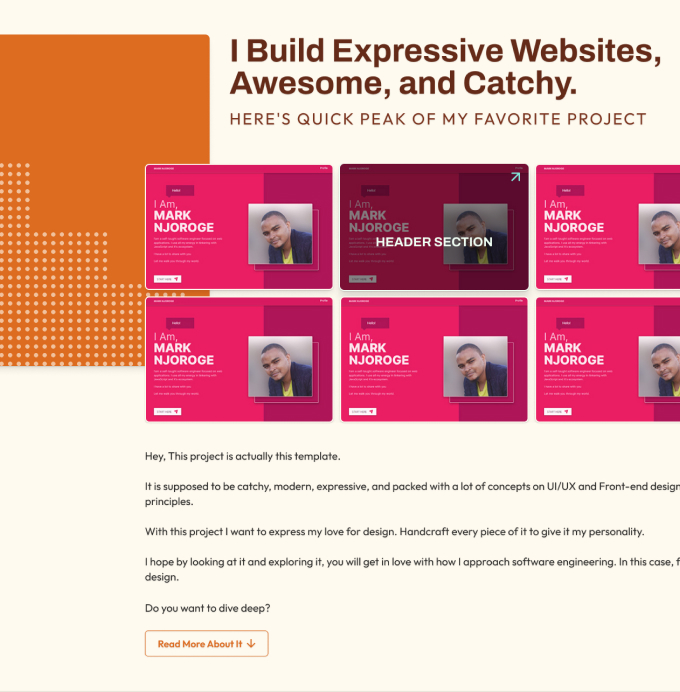 I Build Expressive Websites,
Awesome, and Catchy.
HERE'S QUICK PEAK OF MY FAVORITE PROJECT
I Am,
MARK
NJOROGE
HEADER SECTION
I Am,
MARK
NJOROGE
I Am,
MARK
NJOROGE
I Am,
MARK
NJOROGE
I Am,
MARK
NJOROGE
I Am,
MARK
NJOROGE
Hey, This project is actually this template.
It is supposed to be catchy, modern, expressive, and packed with a lot of concepts on UI/UX and Front-end design
principles.
With this project I want to express my love for design. Handcraft every piece of it to give it my personality.
I hope by looking at it and exploring it, you will get in love with how I approach software engineering. In this case, f
design.
Do you want to dive deep?
Read More About It